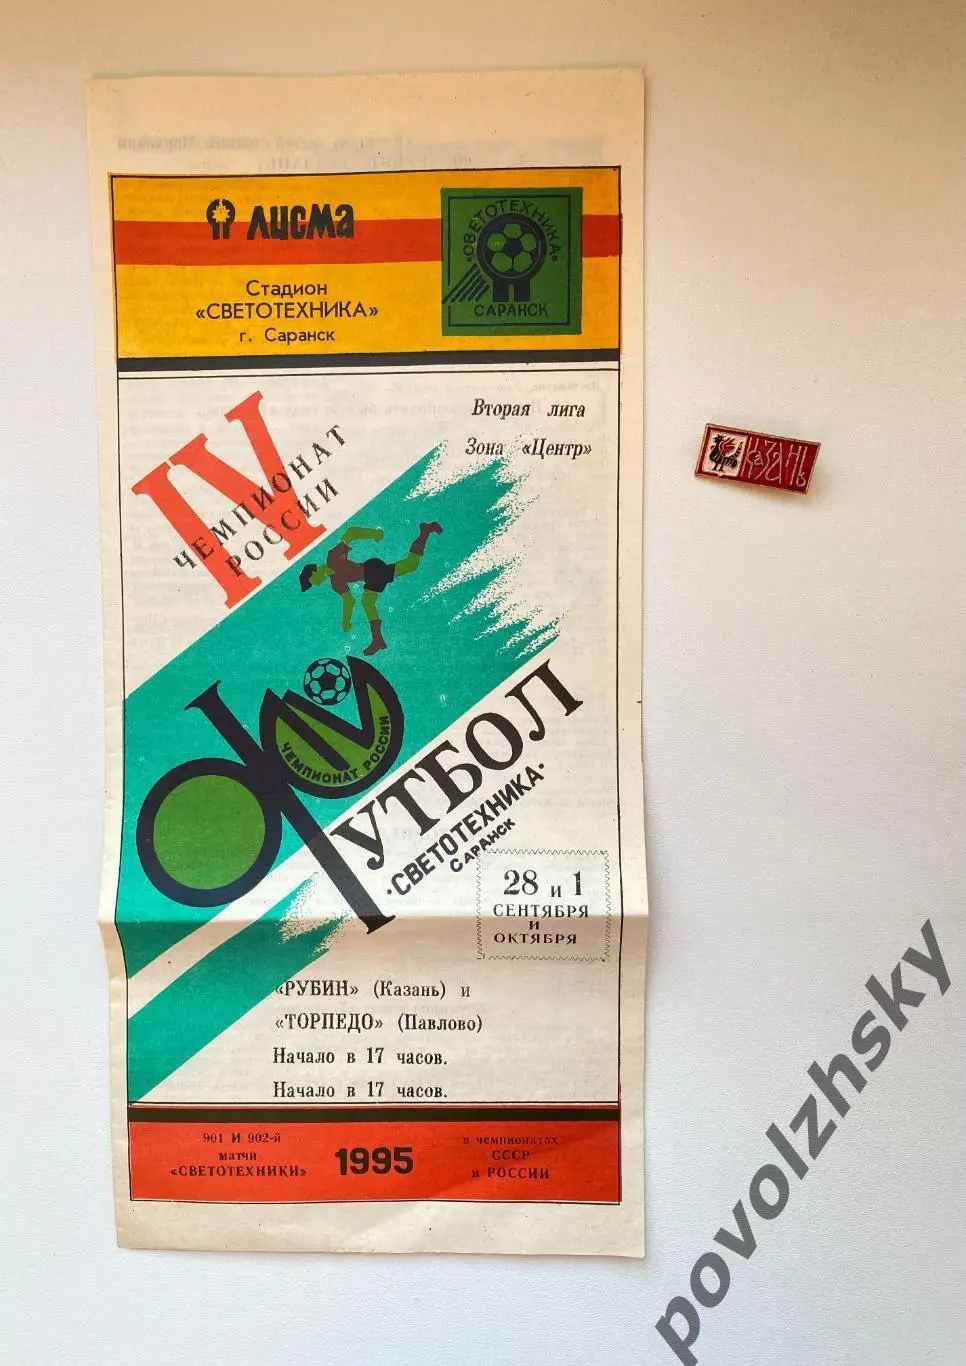 ЛИСМА
Стадион
«СВЕТОТЕХНИКА»
г. Саранск
СВЕТОТЕХНИКА
САРАНСК
Вторая лига
Зона «Центр»
IV
ЧЕМПИОНАТ
РОССИИ
КАЗАНЬ
IV
ЧЕМПИОНАТ РОССИИ
ФУТБОЛ
·СВЕТОТЕХНИКА·
САРАНСК
28 и 1
СЕНТЯБРЯ
И
ОКТЯБРЯ
«РУБИН» (Казань) и
«ТОРПЕДО» (Павлово)
Начало в 17 часов.
Начало в 17 часов.
901 И 902-й
матчи
«СВЕТОТЕХНИКИ»
1995
в чемпионатах
СССР
и РОССИИ
povolzhsky